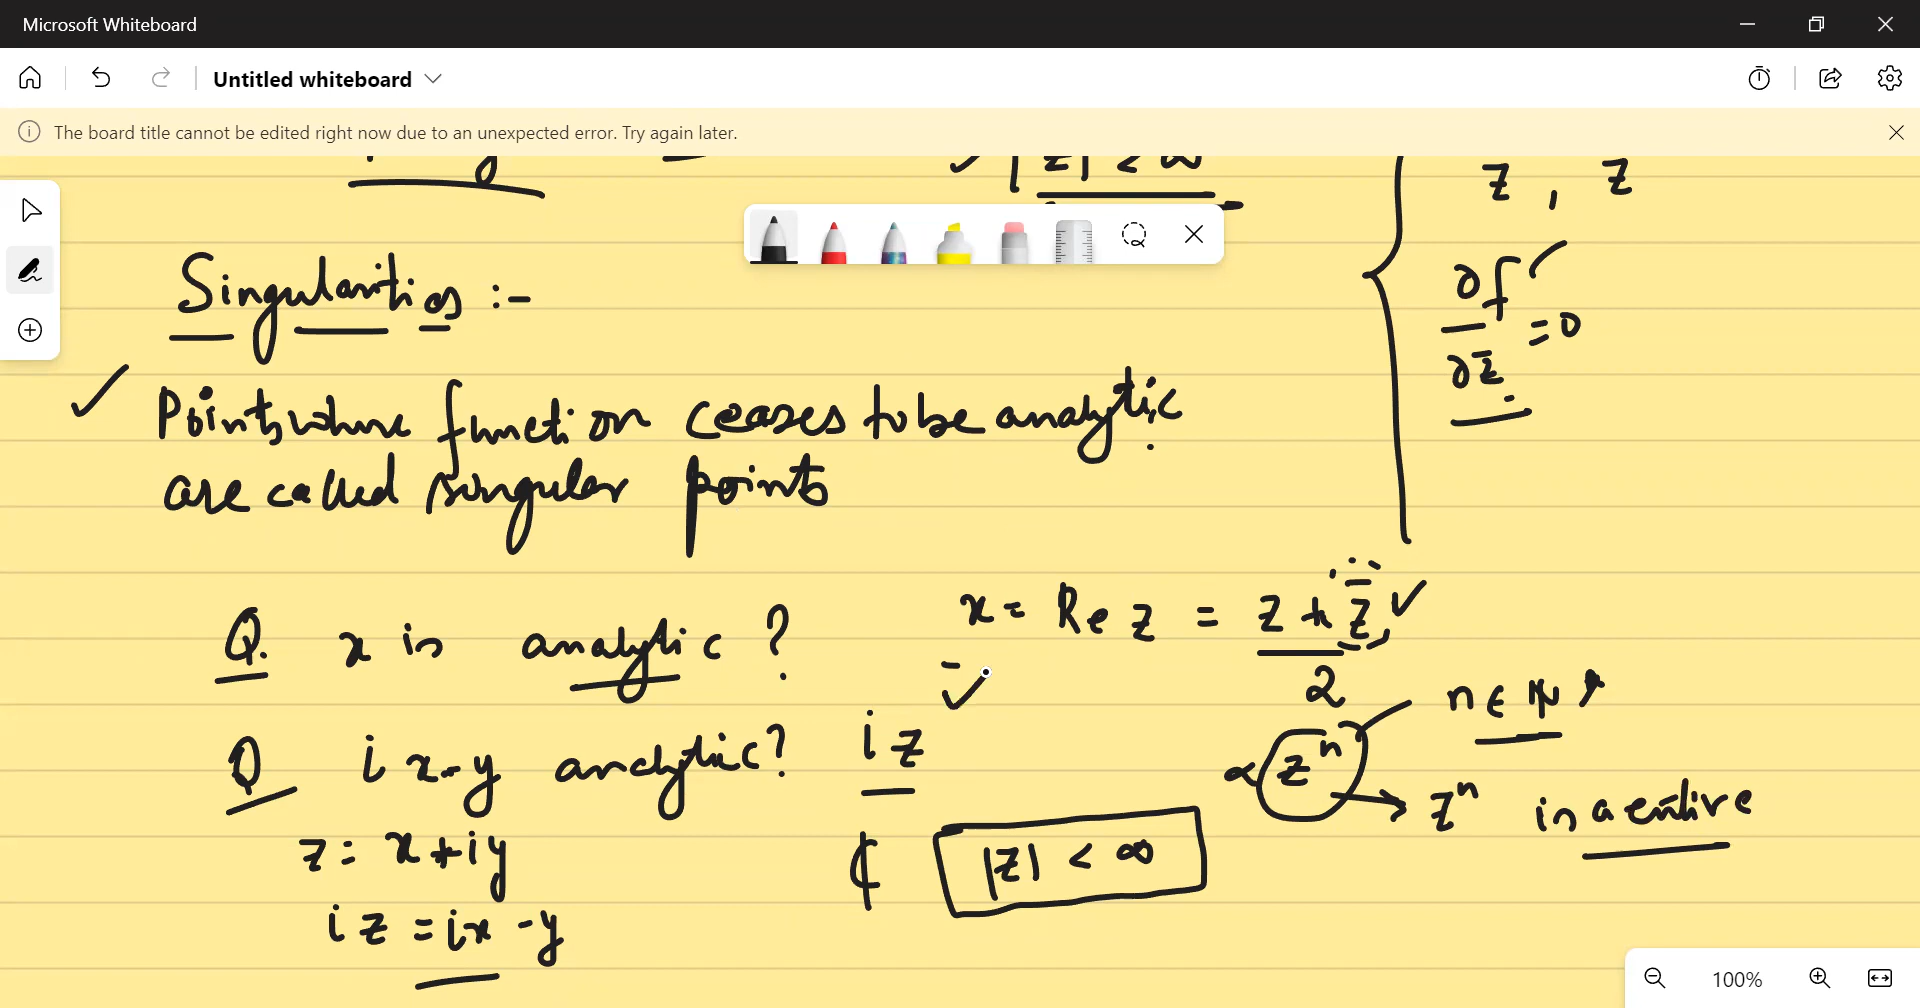 Microsoft Whiteboard
Untitled whiteboard
The board title cannot be edited right now due to an unexpected error. Try again later.
|z| < ∞
z , z
Singularities :-
∂f
∂z̄ = 0
Points where function ceases to be analytic
are called singular points
Q. x is analytic ?
x = Re z = z + z̄
2
n ∈ ℕ
Q ix-y analytic? iz
α zⁿ → zⁿ is a entire
z = x+iy
₵ |z| < ∞
iz = ix - y
100%